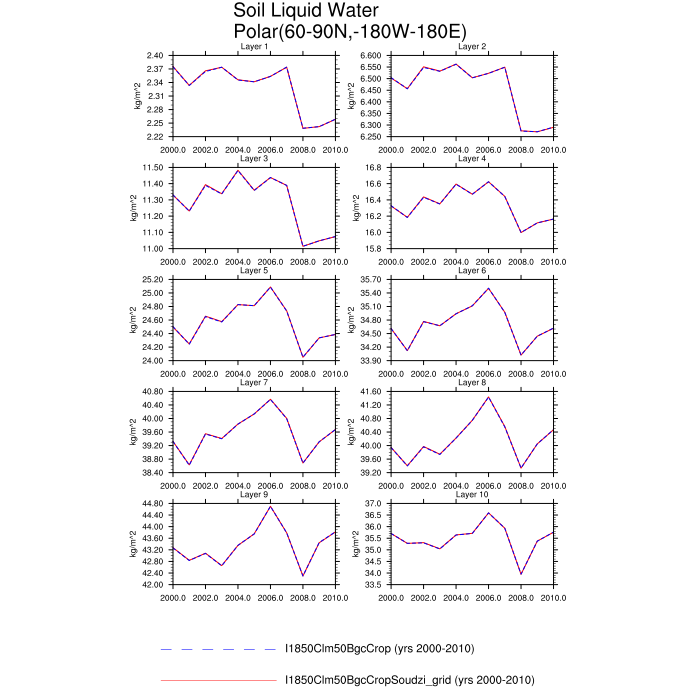 Soil Liquid Water
Polar(60-90N,-180W-180E)
Layer 1
2.40
2.37
2.34
2.31
2.28
2.25
2.22
kg/m^2
2000.0 2002.0 2004.0 2006.0 2008.0 2010.0
Layer 2
6.600
6.550
6.500
6.450
6.400
6.350
6.300
6.250
kg/m^2
2000.0 2002.0 2004.0 2006.0 2008.0 2010.0
Layer 3
11.50
11.40
11.30
11.20
11.10
11.00
kg/m^2
2000.0 2002.0 2004.0 2006.0 2008.0 2010.0
Layer 4
16.8
16.6
16.4
16.2
16.0
15.8
kg/m^2
2000.0 2002.0 2004.0 2006.0 2008.0 2010.0
Layer 5
25.20
25.00
24.80
24.60
24.40
24.20
24.00
kg/m^2
2000.0 2002.0 2004.0 2006.0 2008.0 2010.0
Layer 6
35.70
35.40
35.10
34.80
34.50
34.20
33.90
kg/m^2
2000.0 2002.0 2004.0 2006.0 2008.0 2010.0
Layer 7
40.80
40.40
40.00
39.60
39.20
38.80
38.40
kg/m^2
2000.0 2002.0 2004.0 2006.0 2008.0 2010.0
Layer 8
41.60
41.20
40.80
40.40
40.00
39.60
39.20
kg/m^2
2000.0 2002.0 2004.0 2006.0 2008.0 2010.0
Layer 9
44.80
44.40
44.00
43.60
43.20
42.80
42.40
42.00
kg/m^2
2000.0 2002.0 2004.0 2006.0 2008.0 2010.0
Layer 10
37.0
36.5
36.0
35.5
35.0
34.5
34.0
33.5
kg/m^2
2000.0 2002.0 2004.0 2006.0 2008.0 2010.0
I1850Clm50BgcCrop (yrs 2000-2010)
I1850Clm50BgcCropSoudzi_grid (yrs 2000-2010)